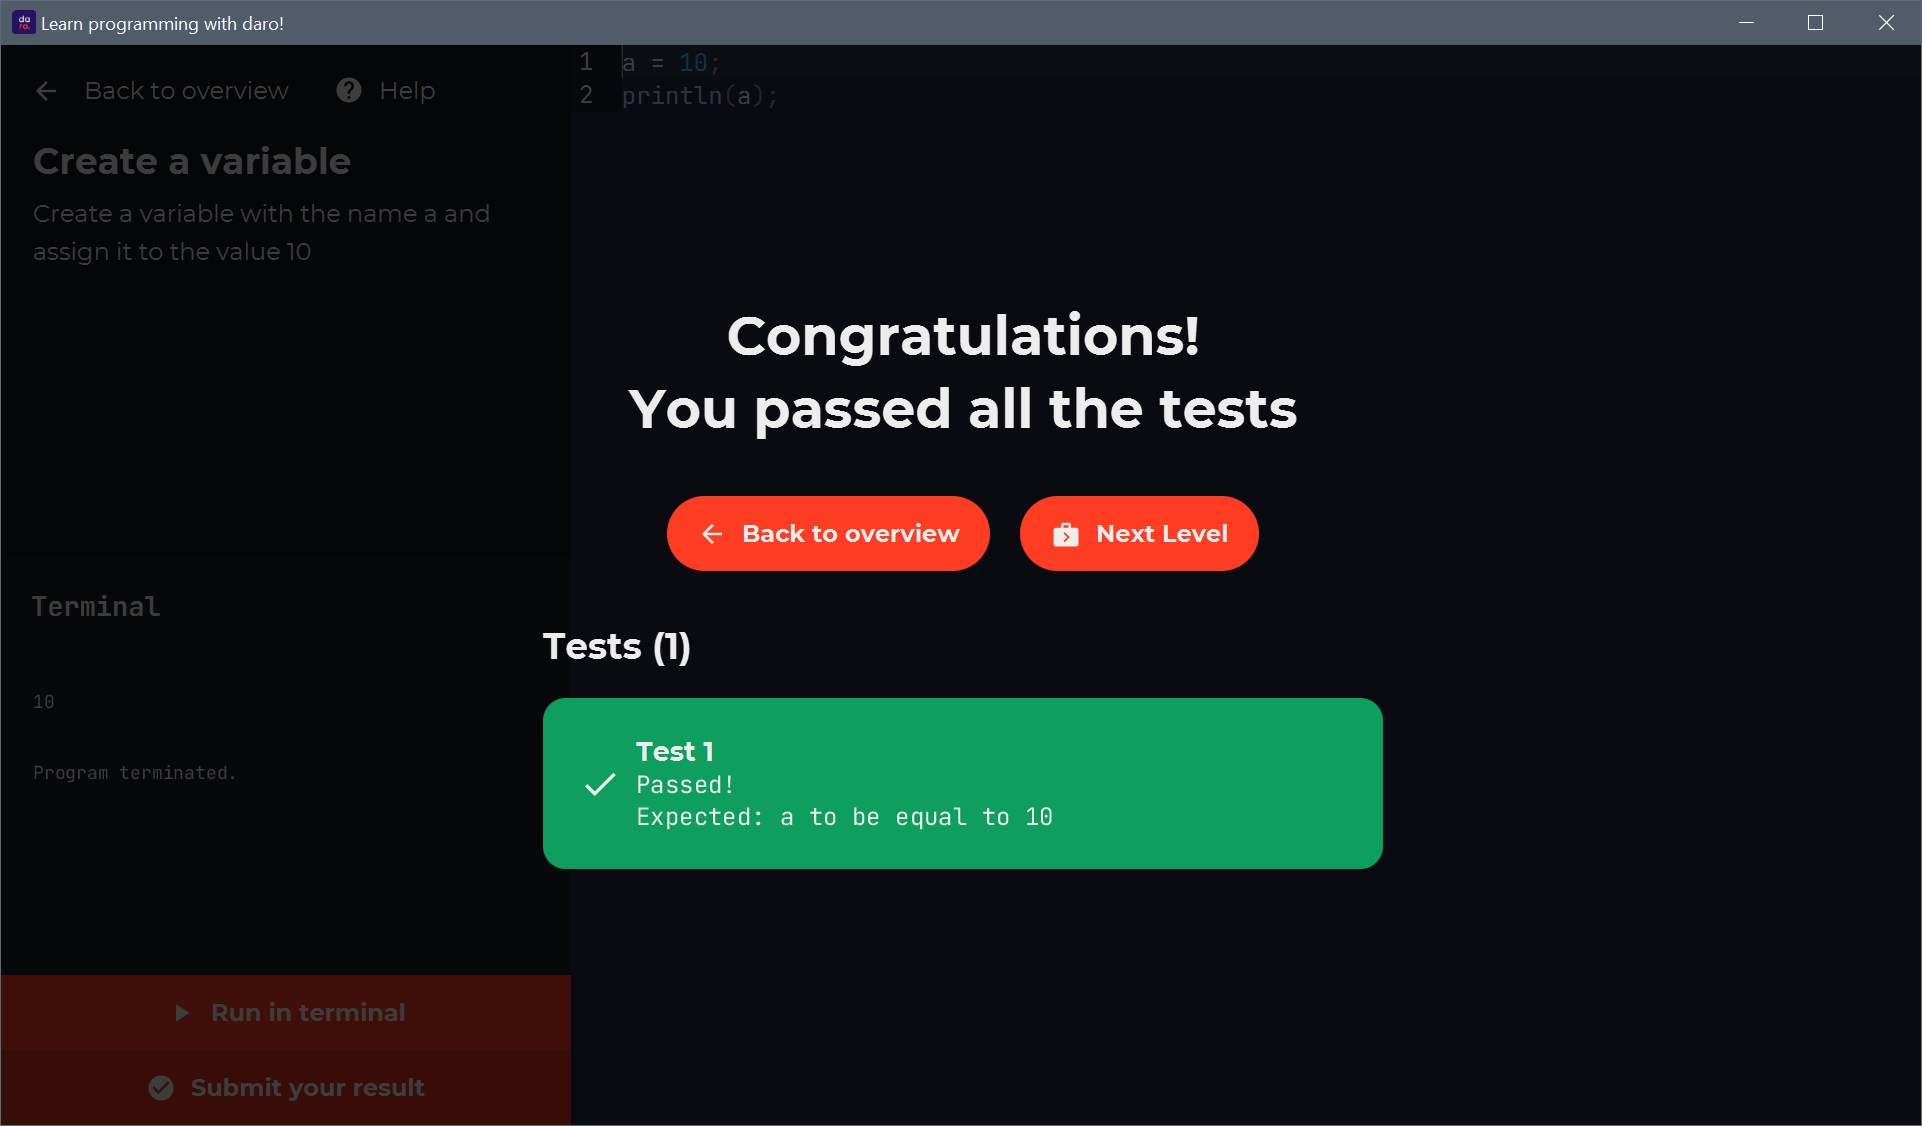 da
ro.
Learn programming with daro!
Back to overview
Help
Create a variable
Create a variable with the name a and
assign it to the value 10
1 a = 10;
2 println(a);
Congratulations!
You passed all the tests
Back to overview
Next Level
Tests (1)
Test 1
Passed!
Expected: a to be equal to 10
Terminal
10
Program terminated.
Run in terminal
Submit your result